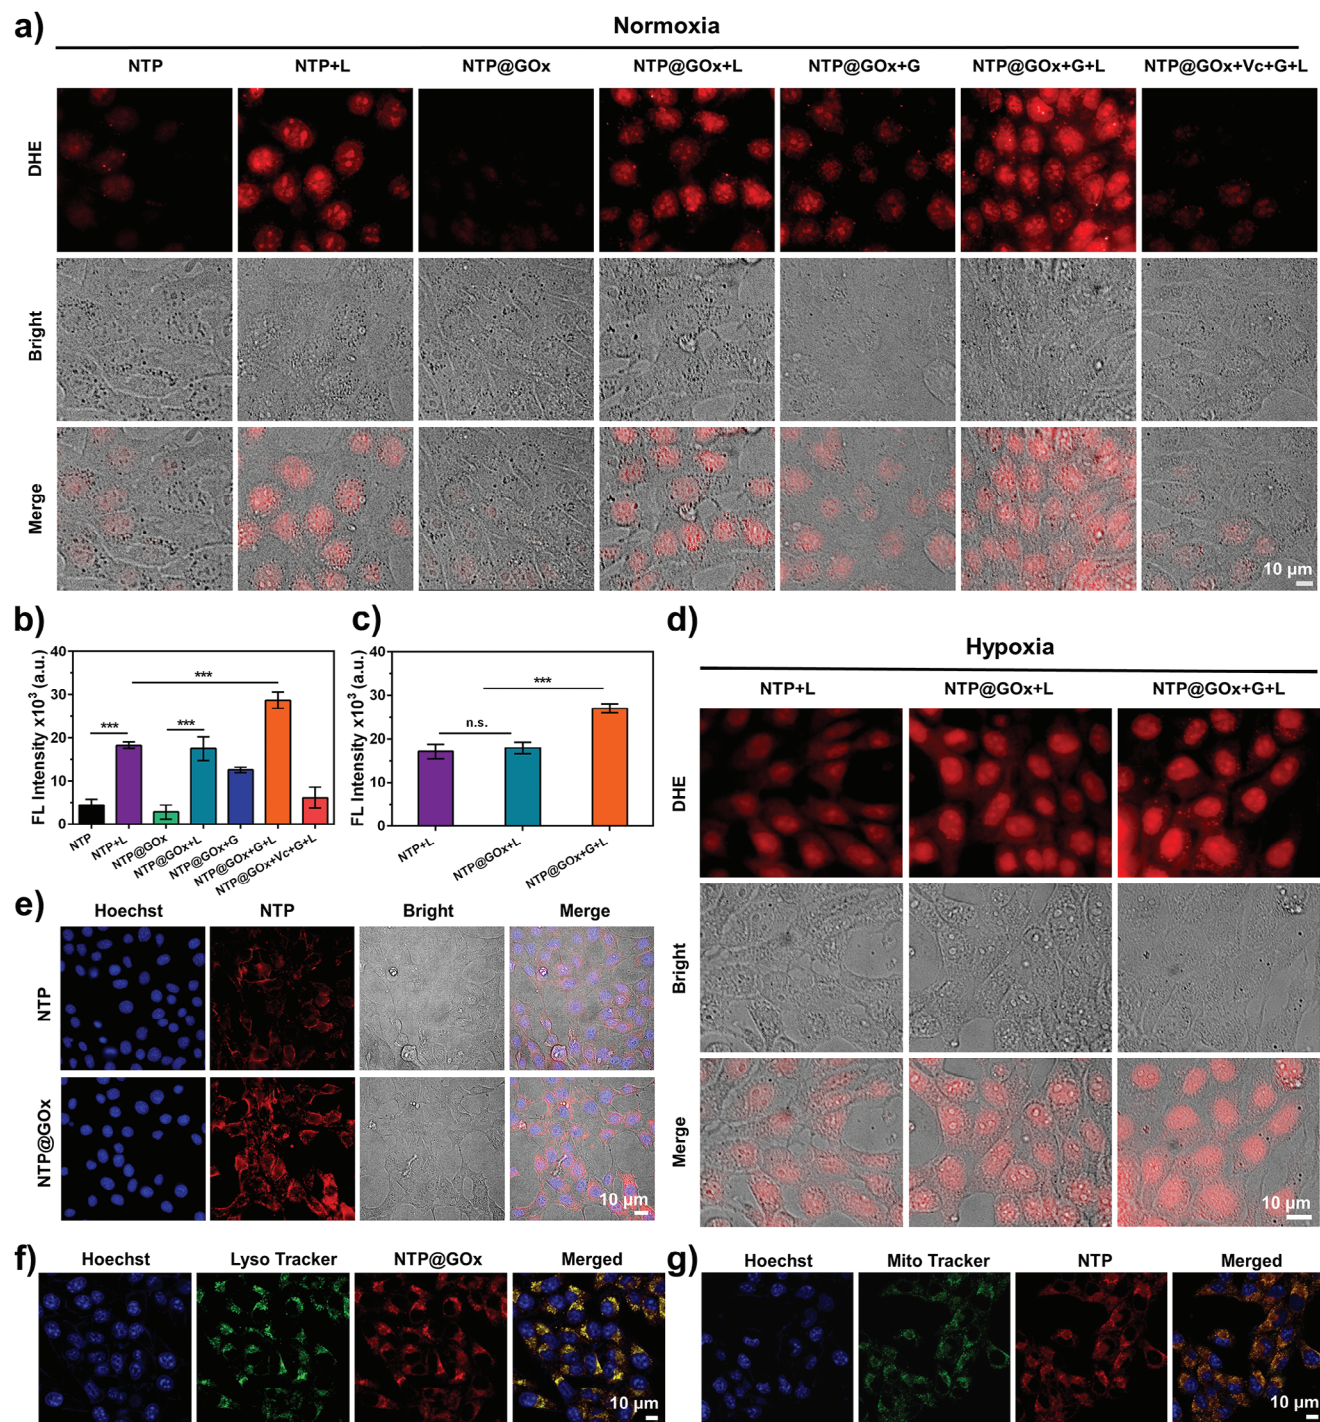 a)
Normoxia
NTP NTP+L NTP@GOx NTP@GOx+L NTP@GOx+G NTP@GOx+G+L NTP@GOx+Vc+G+L
DHE
Bright
Merge
10 µm
b)
FL Intensity x10³ (a.u.)
40
30
20
10
0
***
***
***
NTP
NTP+L
NTP@GOx
NTP@GOx+L
NTP@GOx+G
NTP@GOx+G+L
NTP@GOx+Vc+G+L
c)
FL Intensity x10³ (a.u.)
40
30
20
10
0
n.s.
***
NTP+L
NTP@GOx+L
NTP@GOx+G+L
d)
Hypoxia
NTP+L NTP@GOx+L NTP@GOx+G+L
DHE
Bright
Merge
10 µm
e)
Hoechst NTP Bright Merge
NTP
NTP@GOx
10 µm
f)
Hoechst Lyso Tracker NTP@GOx Merged
10 µm
g)
Hoechst Mito Tracker NTP Merged
10 µm